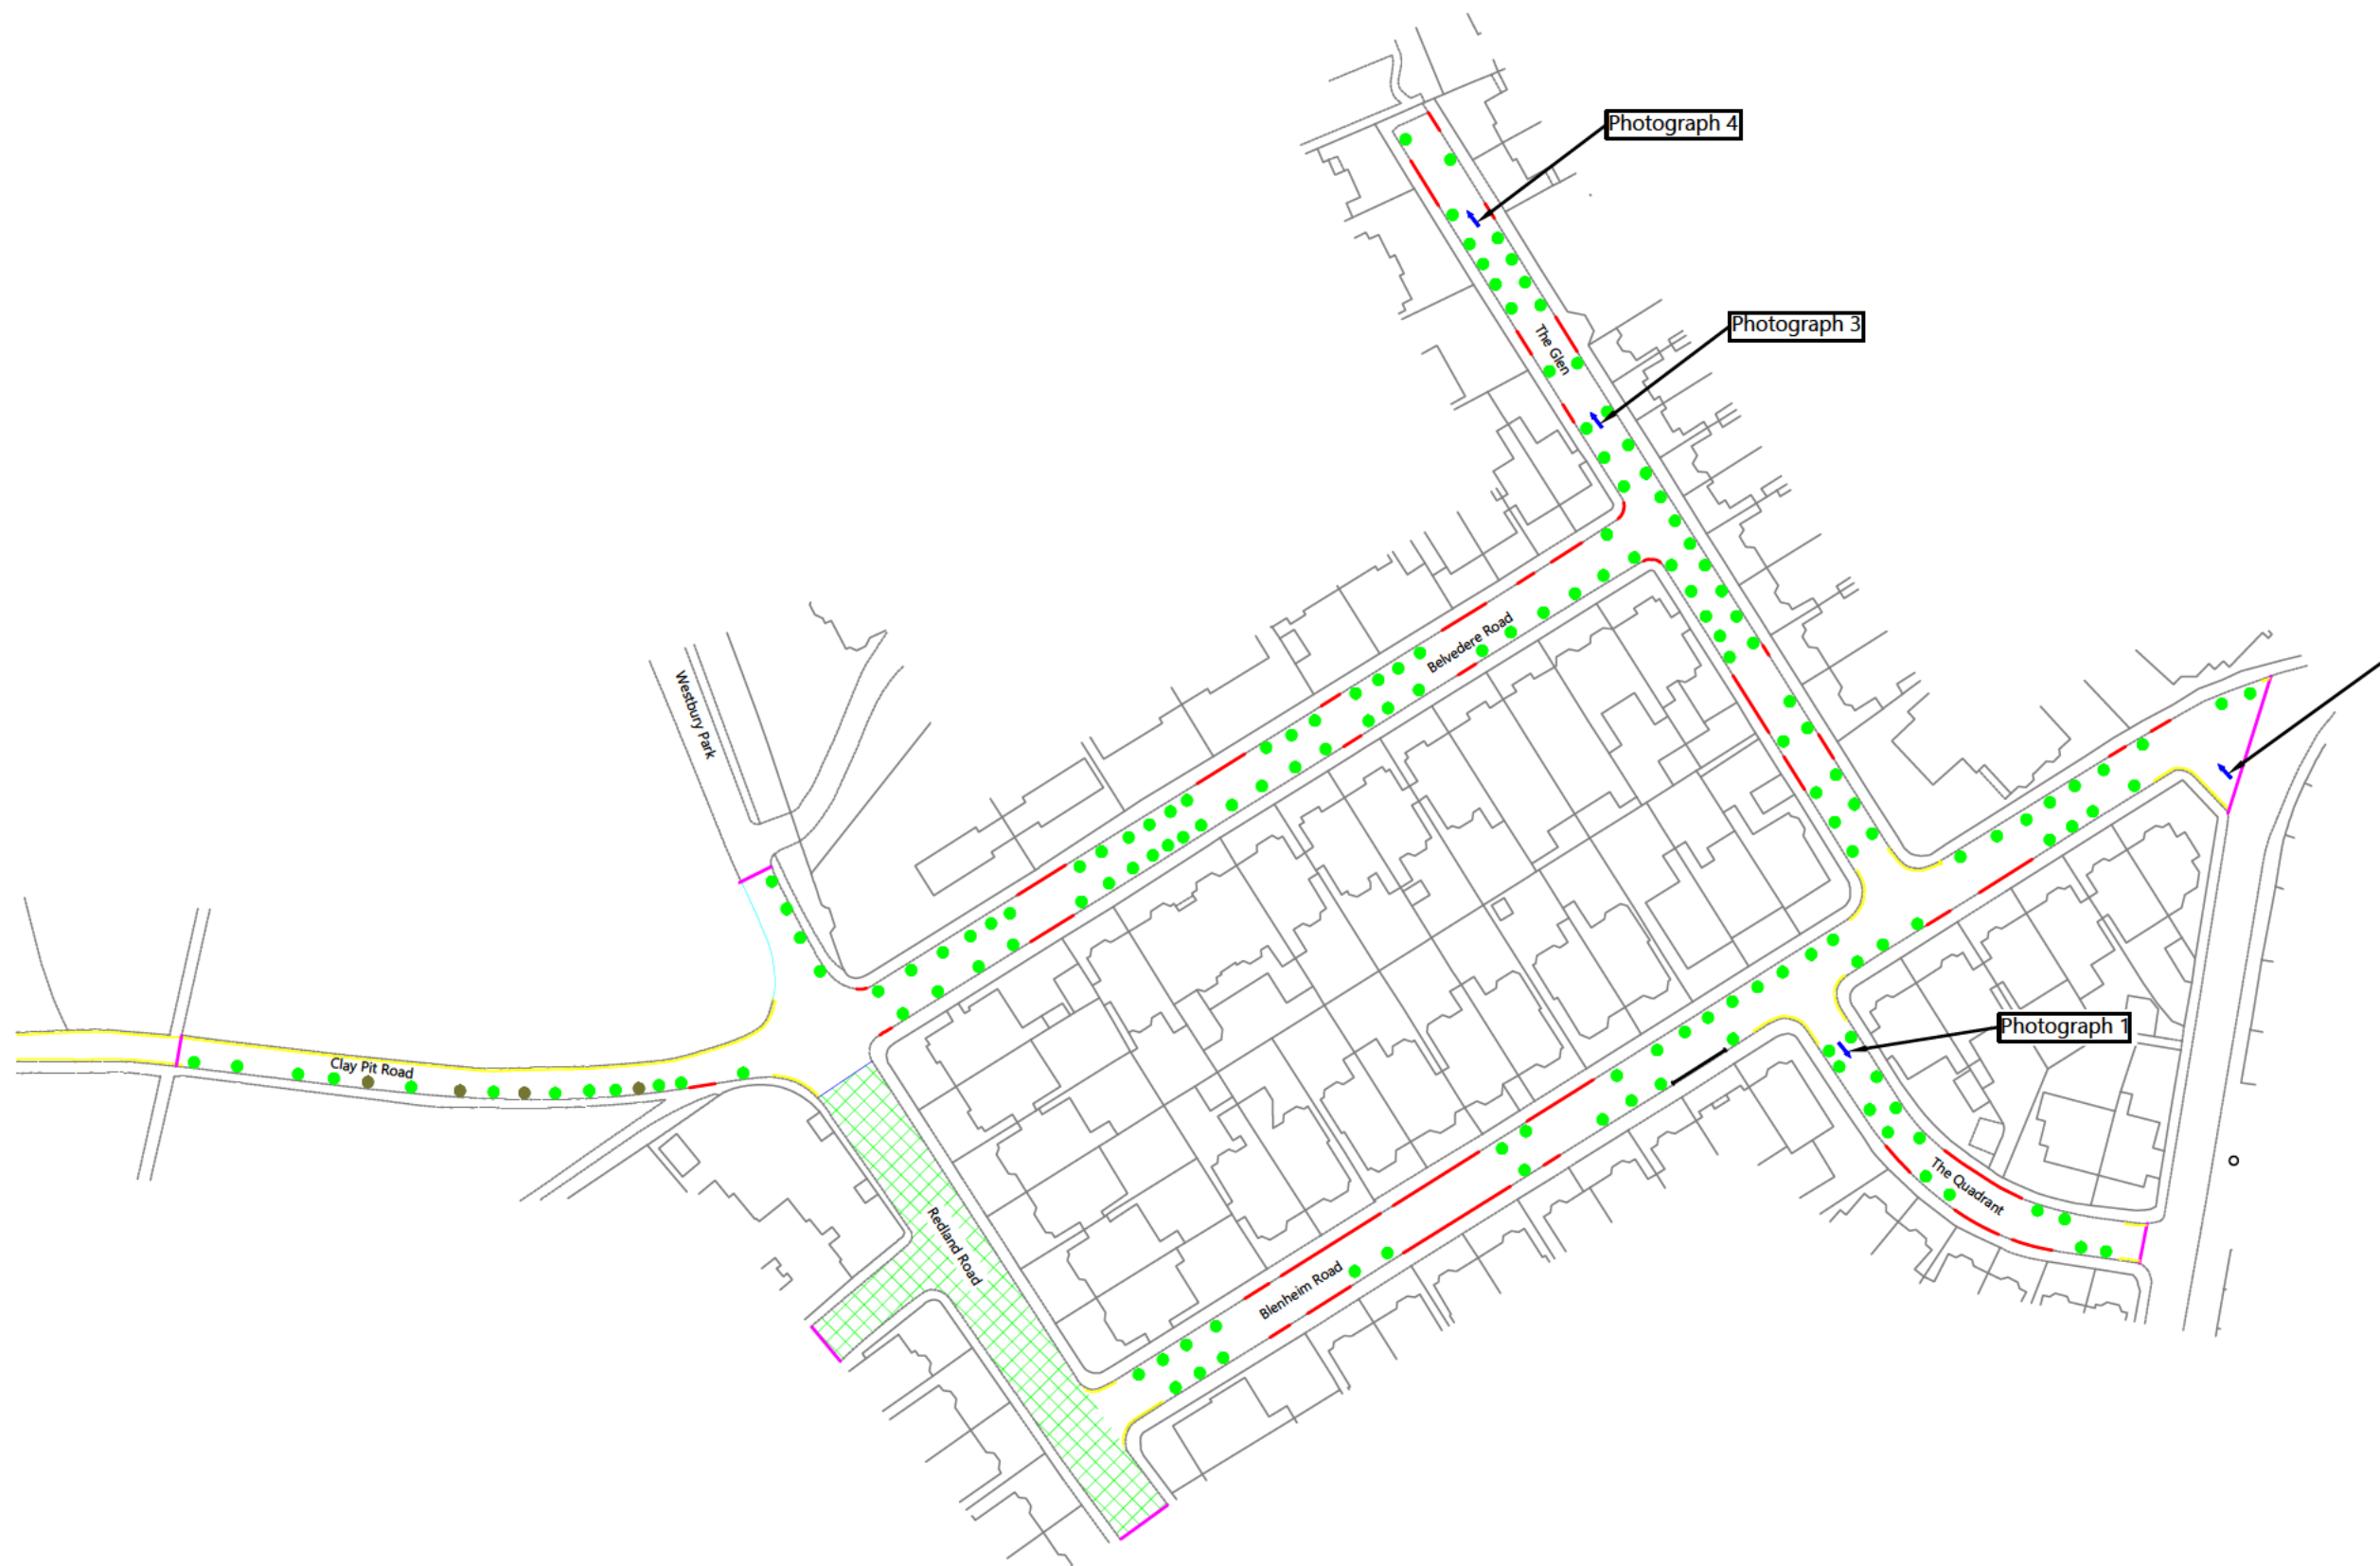 Photograph 4
Photograph 3
The Glen
Belvedere Road
Westbury Park
Photograph 1
Clay Pit Road
The Quadrant
Redland Road
Blenheim Road